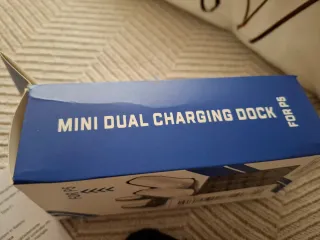 MINI DUAL CHARGING DOCK
FOR P5